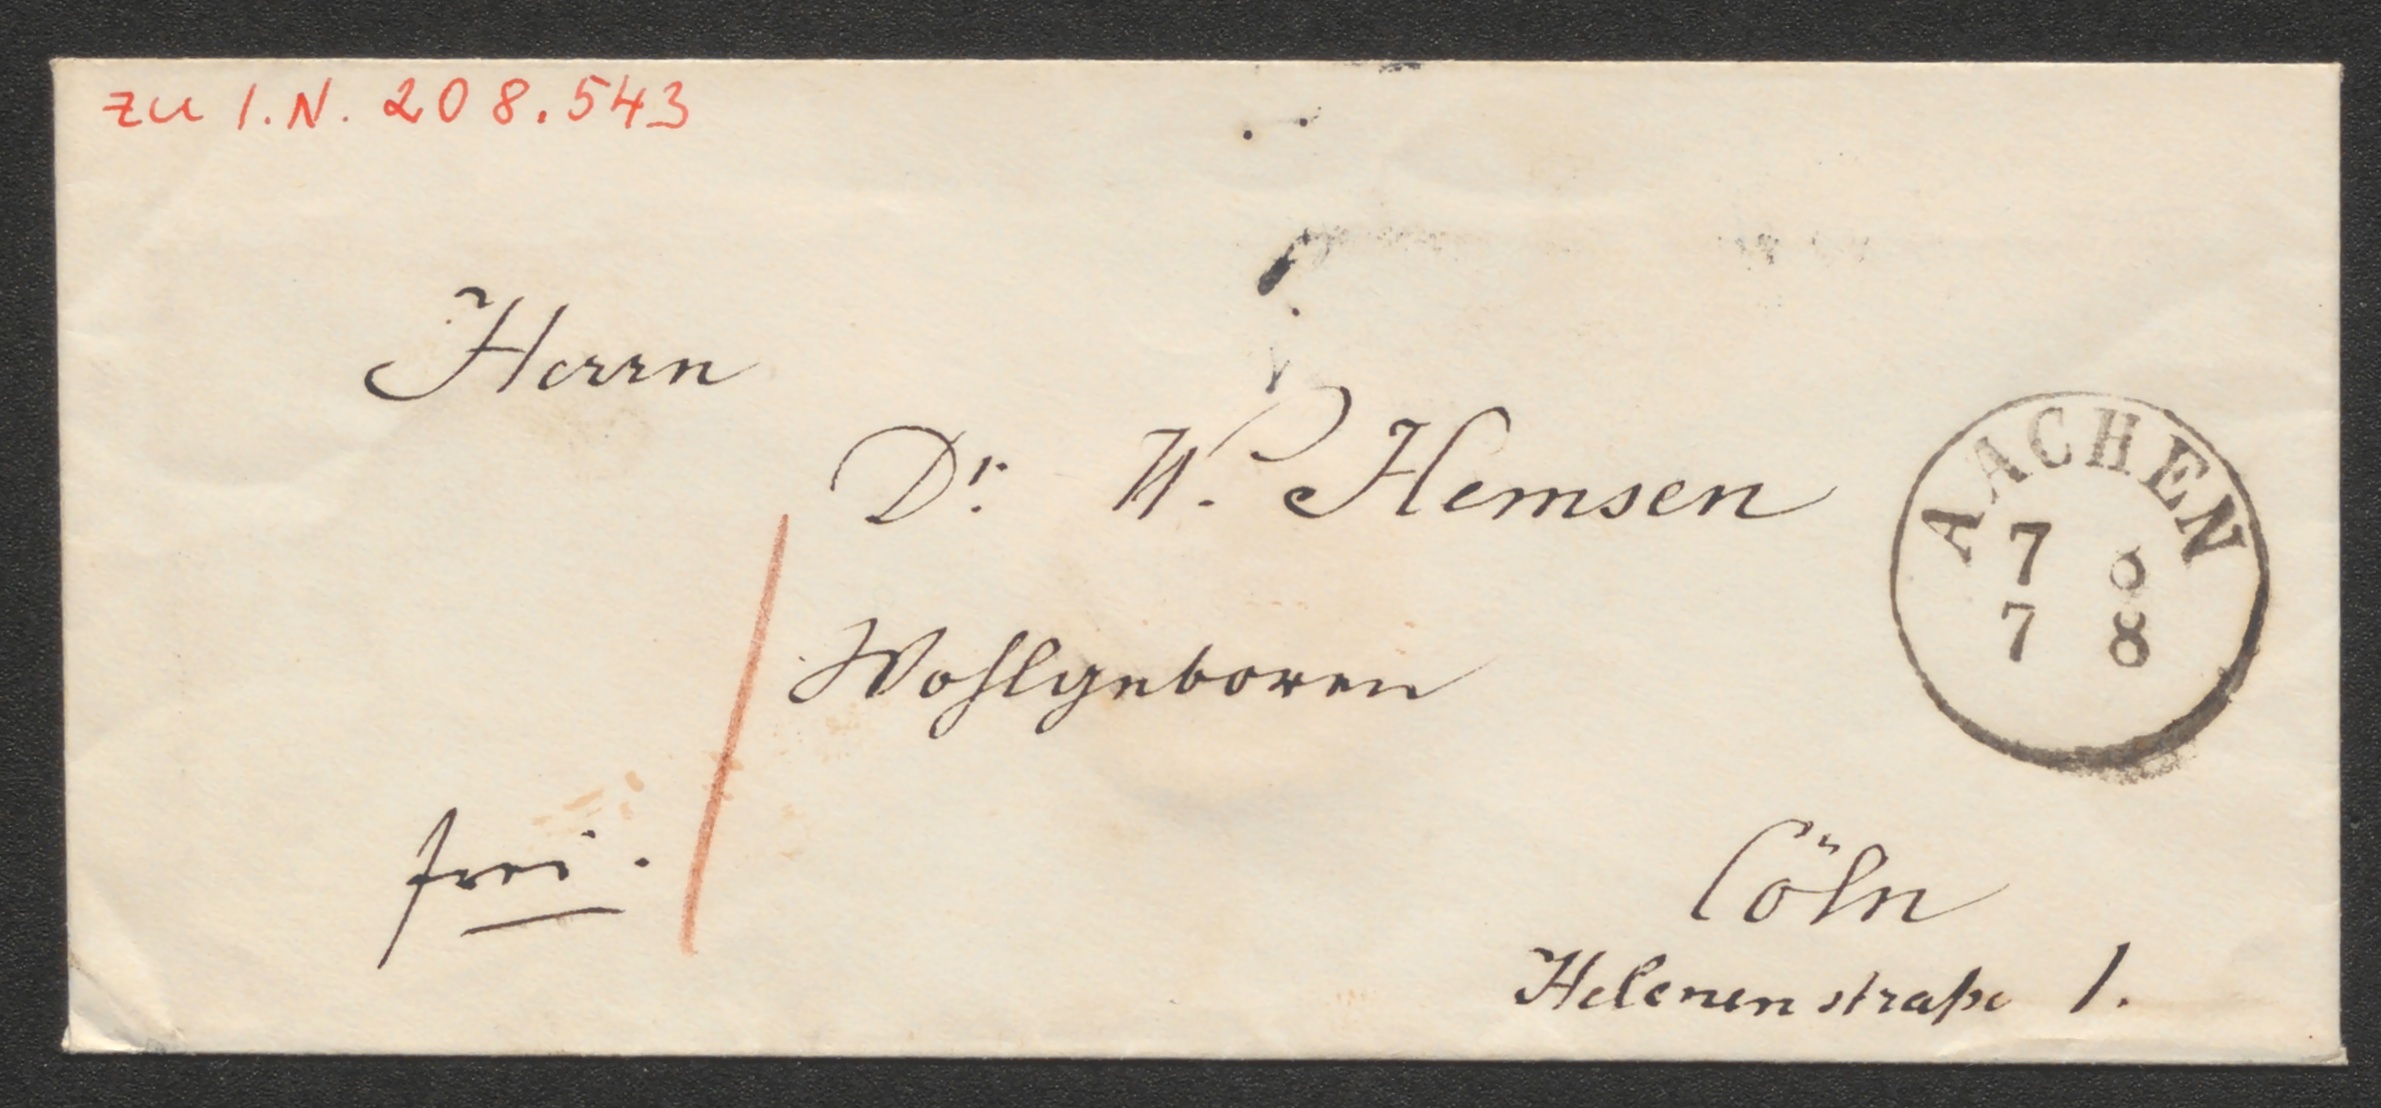 zu I.N. 208.543
Herrn
Dr. W. Hemsen
AACHEN
7 8
7 8
Wohlgeboren
frei.
Cöln
Helenenstraße 1.